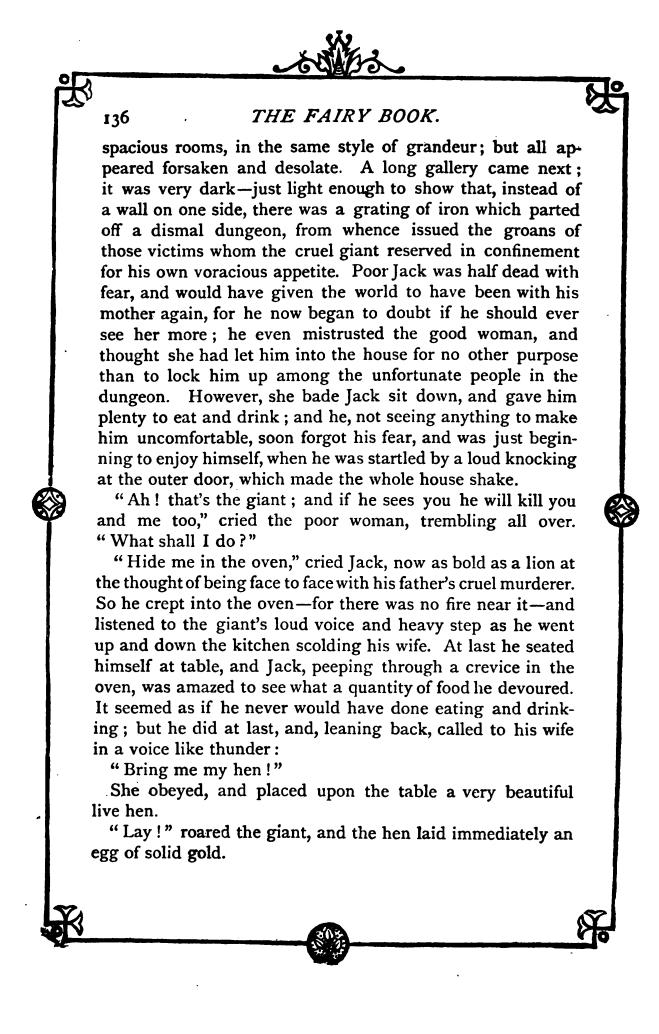 136 THE FAIRY BOOK.
spacious rooms, in the same style of grandeur; but all ap-
peared forsaken and desolate. A long gallery came next;
it was very dark—just light enough to show that, instead of
a wall on one side, there was a grating of iron which parted
off a dismal dungeon, from whence issued the groans of
those victims whom the cruel giant reserved in confinement
for his own voracious appetite. Poor Jack was half dead with
fear, and would have given the world to have been with his
mother again, for he now began to doubt if he should ever
see her more; he even mistrusted the good woman, and
thought she had let him into the house for no other purpose
than to lock him up among the unfortunate people in the
dungeon. However, she bade Jack sit down, and gave him
plenty to eat and drink; and he, not seeing anything to make
him uncomfortable, soon forgot his fear, and was just begin-
ning to enjoy himself, when he was startled by a loud knocking
at the outer door, which made the whole house shake.
“Ah! that’s the giant; and if he sees you he will kill you
and me too,” cried the poor woman, trembling all over.
“What shall I do?”
“Hide me in the oven,” cried Jack, now as bold as a lion at
the thought of being face to face with his father’s cruel murderer.
So he crept into the oven—for there was no fire near it—and
listened to the giant’s loud voice and heavy step as he went
up and down the kitchen scolding his wife. At last he seated
himself at table, and Jack, peeping through a crevice in the
oven, was amazed to see what a quantity of food he devoured.
It seemed as if he never would have done eating and drink-
ing; but he did at last, and, leaning back, called to his wife
in a voice like thunder:
“Bring me my hen!”
She obeyed, and placed upon the table a very beautiful
live hen.
“Lay!” roared the giant, and the hen laid immediately an
egg of solid gold.